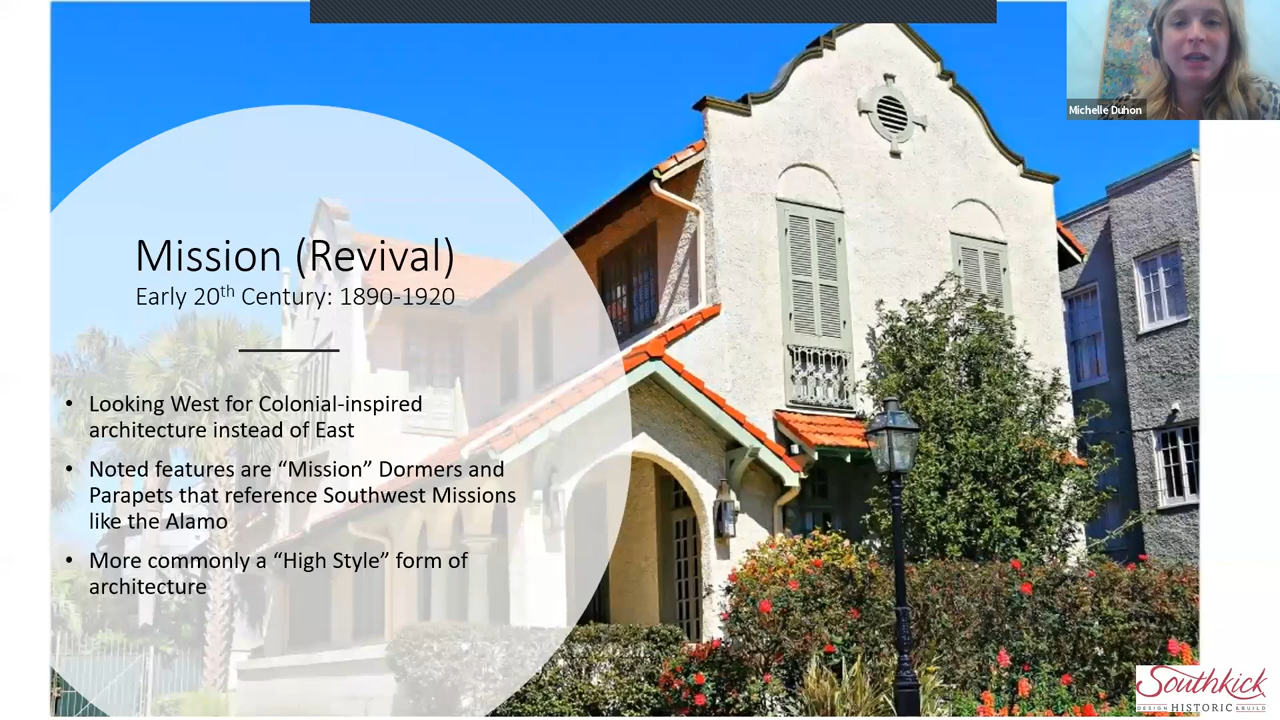 Michelle Duhon
Mission (Revival)
Early 20th Century: 1890-1920
• Looking West for Colonial-inspired
architecture instead of East
• Noted features are “Mission” Dormers and
Parapets that reference Southwest Missions
like the Alamo
• More commonly a “High Style” form of
architecture
Southkick
DESIGN HISTORIC & BUILD